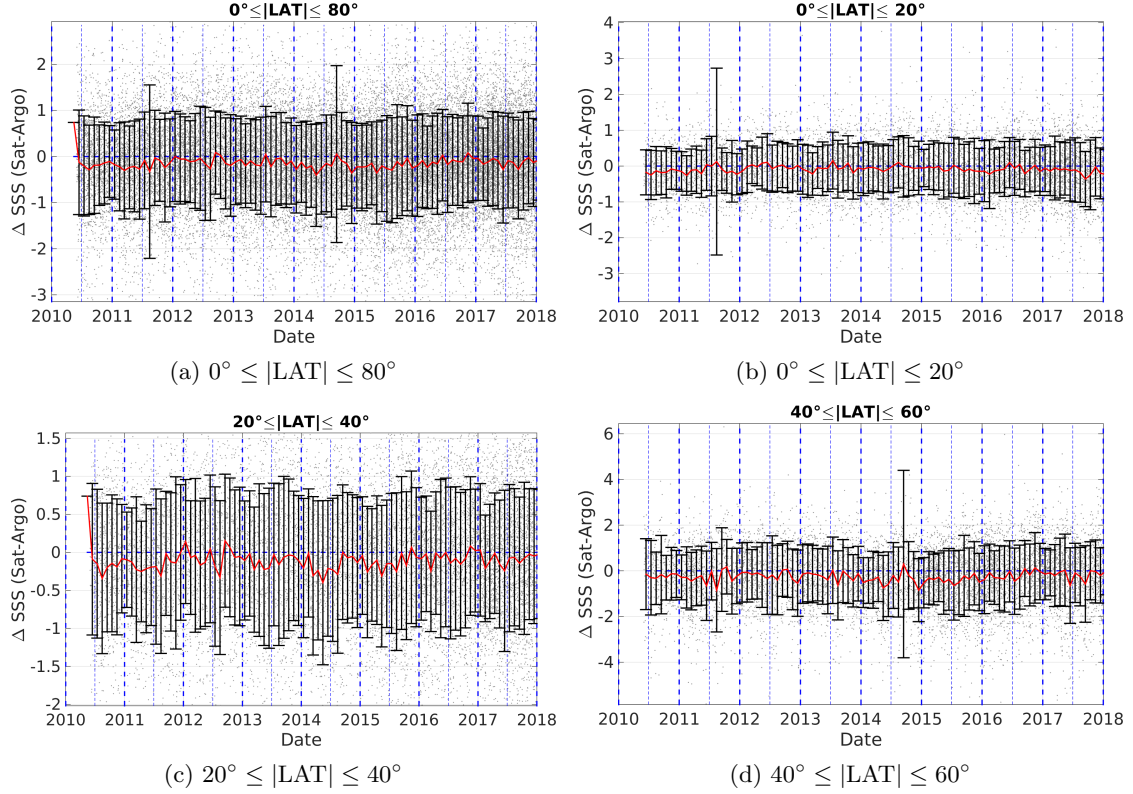 0°≤|LAT|≤ 80°
Δ SSS (Sat-Argo)
2
1
0
-1
-2
-3
2010 2011 2012 2013 2014 2015 2016 2017 2018
Date
(a) 0° ≤ |LAT| ≤ 80°
0°≤|LAT|≤ 20°
Δ SSS (Sat-Argo)
4
3
2
1
0
-1
-2
-3
2010 2011 2012 2013 2014 2015 2016 2017 2018
Date
(b) 0° ≤ |LAT| ≤ 20°
20°≤|LAT|≤ 40°
Δ SSS (Sat-Argo)
1.5
1
0.5
0
-0.5
-1
-1.5
-2
2010 2011 2012 2013 2014 2015 2016 2017 2018
Date
(c) 20° ≤ |LAT| ≤ 40°
40°≤|LAT|≤ 60°
Δ SSS (Sat-Argo)
6
4
2
0
-2
-4
2010 2011 2012 2013 2014 2015 2016 2017 2018
Date
(d) 40° ≤ |LAT| ≤ 60°